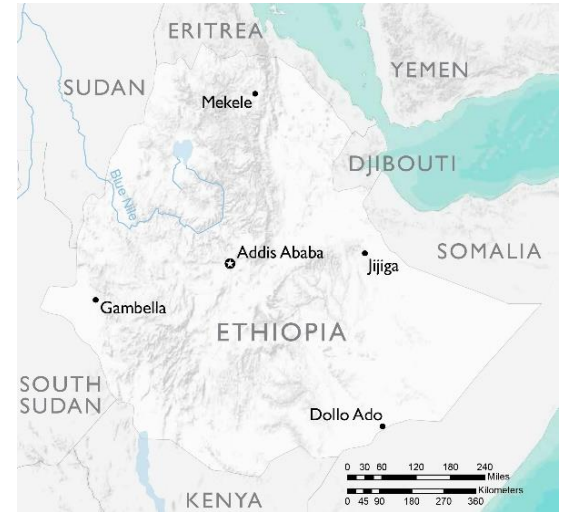 ERITREA
SUDAN
YEMEN
Mekele
DJIBOUTI
Blue Nile
Addis Ababa
SOMALIA
Jijiga
Gambella
ETHIOPIA
SOUTH
SUDAN
Dollo Ado
0 30 60 120 180 240
Miles
Kilometers
0 45 90 180 270 360
KENYA